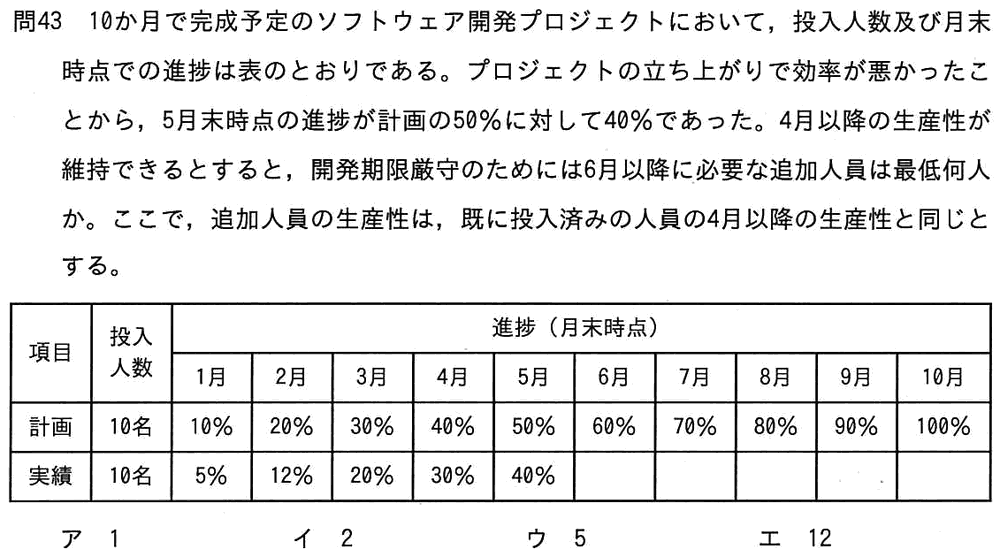 問43　10か月で完成予定のソフトウェア開発プロジェクトにおいて，投入人数及び月末
時点での進捗は表のとおりである。プロジェクトの立ち上がりで効率が悪かったこ
とから，5月末時点の進捗が計画の50％に対して40％であった。4月以降の生産性が
維持できるとすると，開発期限厳守のためには6月以降に必要な追加人員は最低何人
か。ここで，追加人員の生産性は，既に投入済みの人員の4月以降の生産性と同じと
する。
項目 投入人数 進捗（月末時点）
1月 2月 3月 4月 5月 6月 7月 8月 9月 10月
計画 10名 10％ 20％ 30％ 40％ 50％ 60％ 70％ 80％ 90％ 100％
実績 10名 5％ 12％ 20％ 30％ 40％
ア　1　イ　2　ウ　5　エ　12